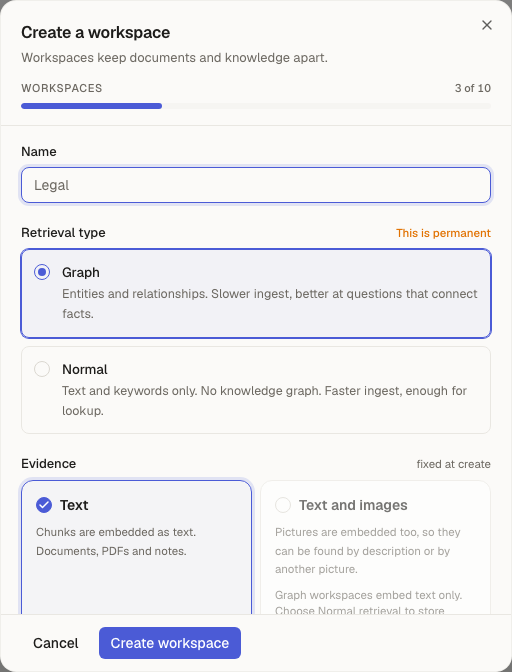 Create a workspace
Workspaces keep documents and knowledge apart.
WORKSPACES
3 of 10
Name
Legal
Retrieval type
This is permanent
Graph
Entities and relationships. Slower ingest, better at questions that connect
facts.
Normal
Text and keywords only. No knowledge graph. Faster ingest, enough for
lookup.
Evidence
fixed at create
Text
Chunks are embedded as text.
Documents, PDFs and notes.
Text and images
Pictures are embedded too, so they
can be found by description or by
another picture.
Graph workspaces embed text only.
Choose Normal retrieval to store
Cancel
Create workspace